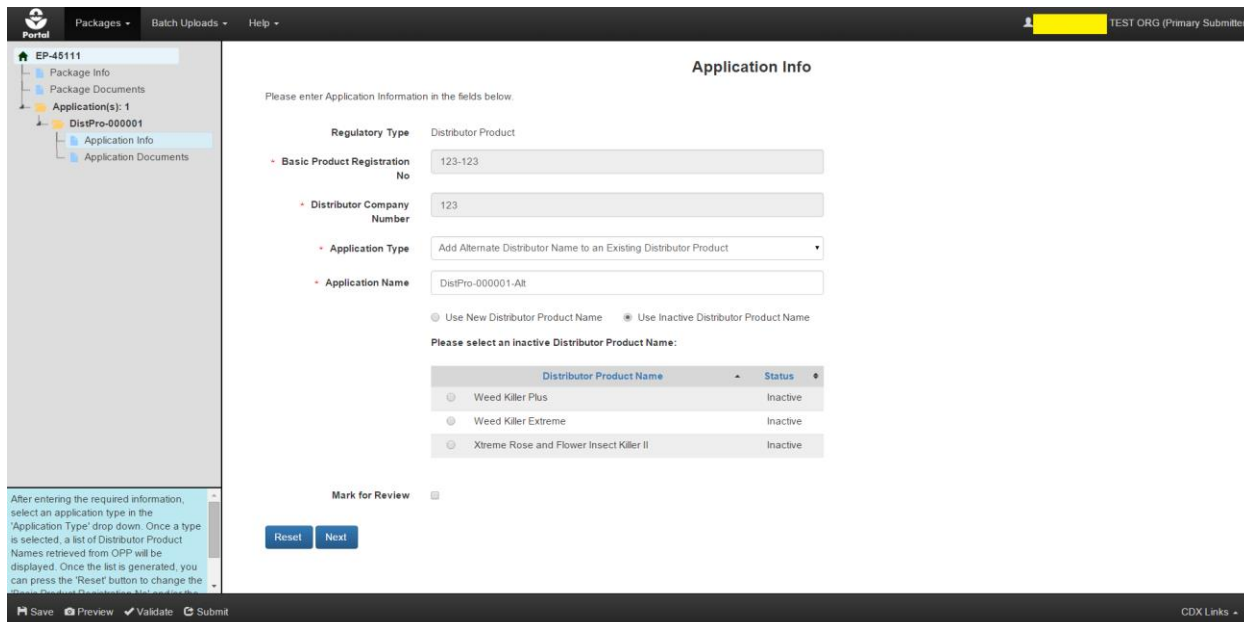 Portal
Packages
Batch Uploads
Help
TEST ORG (Primary Submitter
EP-45111
Package Info
Package Documents
Application(s): 1
DistPro-000001
Application Info
Application Documents
Application Info
Please enter Application Information in the fields below.
Regulatory Type Distributor Product
* Basic Product Registration
No
123-123
* Distributor Company
Number
123
* Application Type Add Alternate Distributor Name to an Existing Distributor Product
* Application Name DistPro-000001-Alt
Use New Distributor Product Name Use Inactive Distributor Product Name
Please select an inactive Distributor Product Name:
Distributor Product Name Status
Weed Killer Plus Inactive
Weed Killer Extreme Inactive
Xtreme Rose and Flower Insect Killer II Inactive
Mark for Review
Reset Next
After entering the required information,
select an application type in the
'Application Type' drop down. Once a type
is selected, a list of Distributor Product
Names retrieved from OPP will be
displayed. Once the list is generated, you
can press the 'Reset' button to change the
'Basic Product Registration No' and/or the
Save Preview Validate Submit
CDX Links